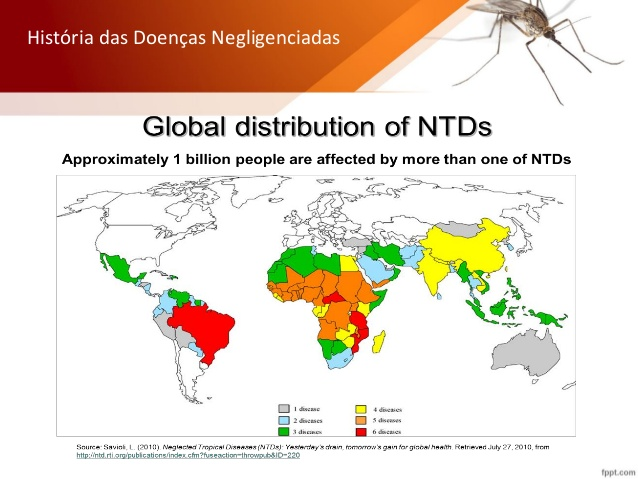 História das Doenças Negligenciadas
Global distribution of NTDs
Approximately 1 billion people are affected by more than one of NTDs
1 disease
2 diseases
3 diseases
4 diseases
5 diseases
6 diseases
Source: Savioli, L. (2010). Neglected Tropical Diseases (NTDs): Yesterday's drain, tomorrow's gain for global health. Retrieved July 27, 2010, from
http://ntd.rti.org/publications/index.cfm?fuseaction=throwpub&ID=220
fppt.com